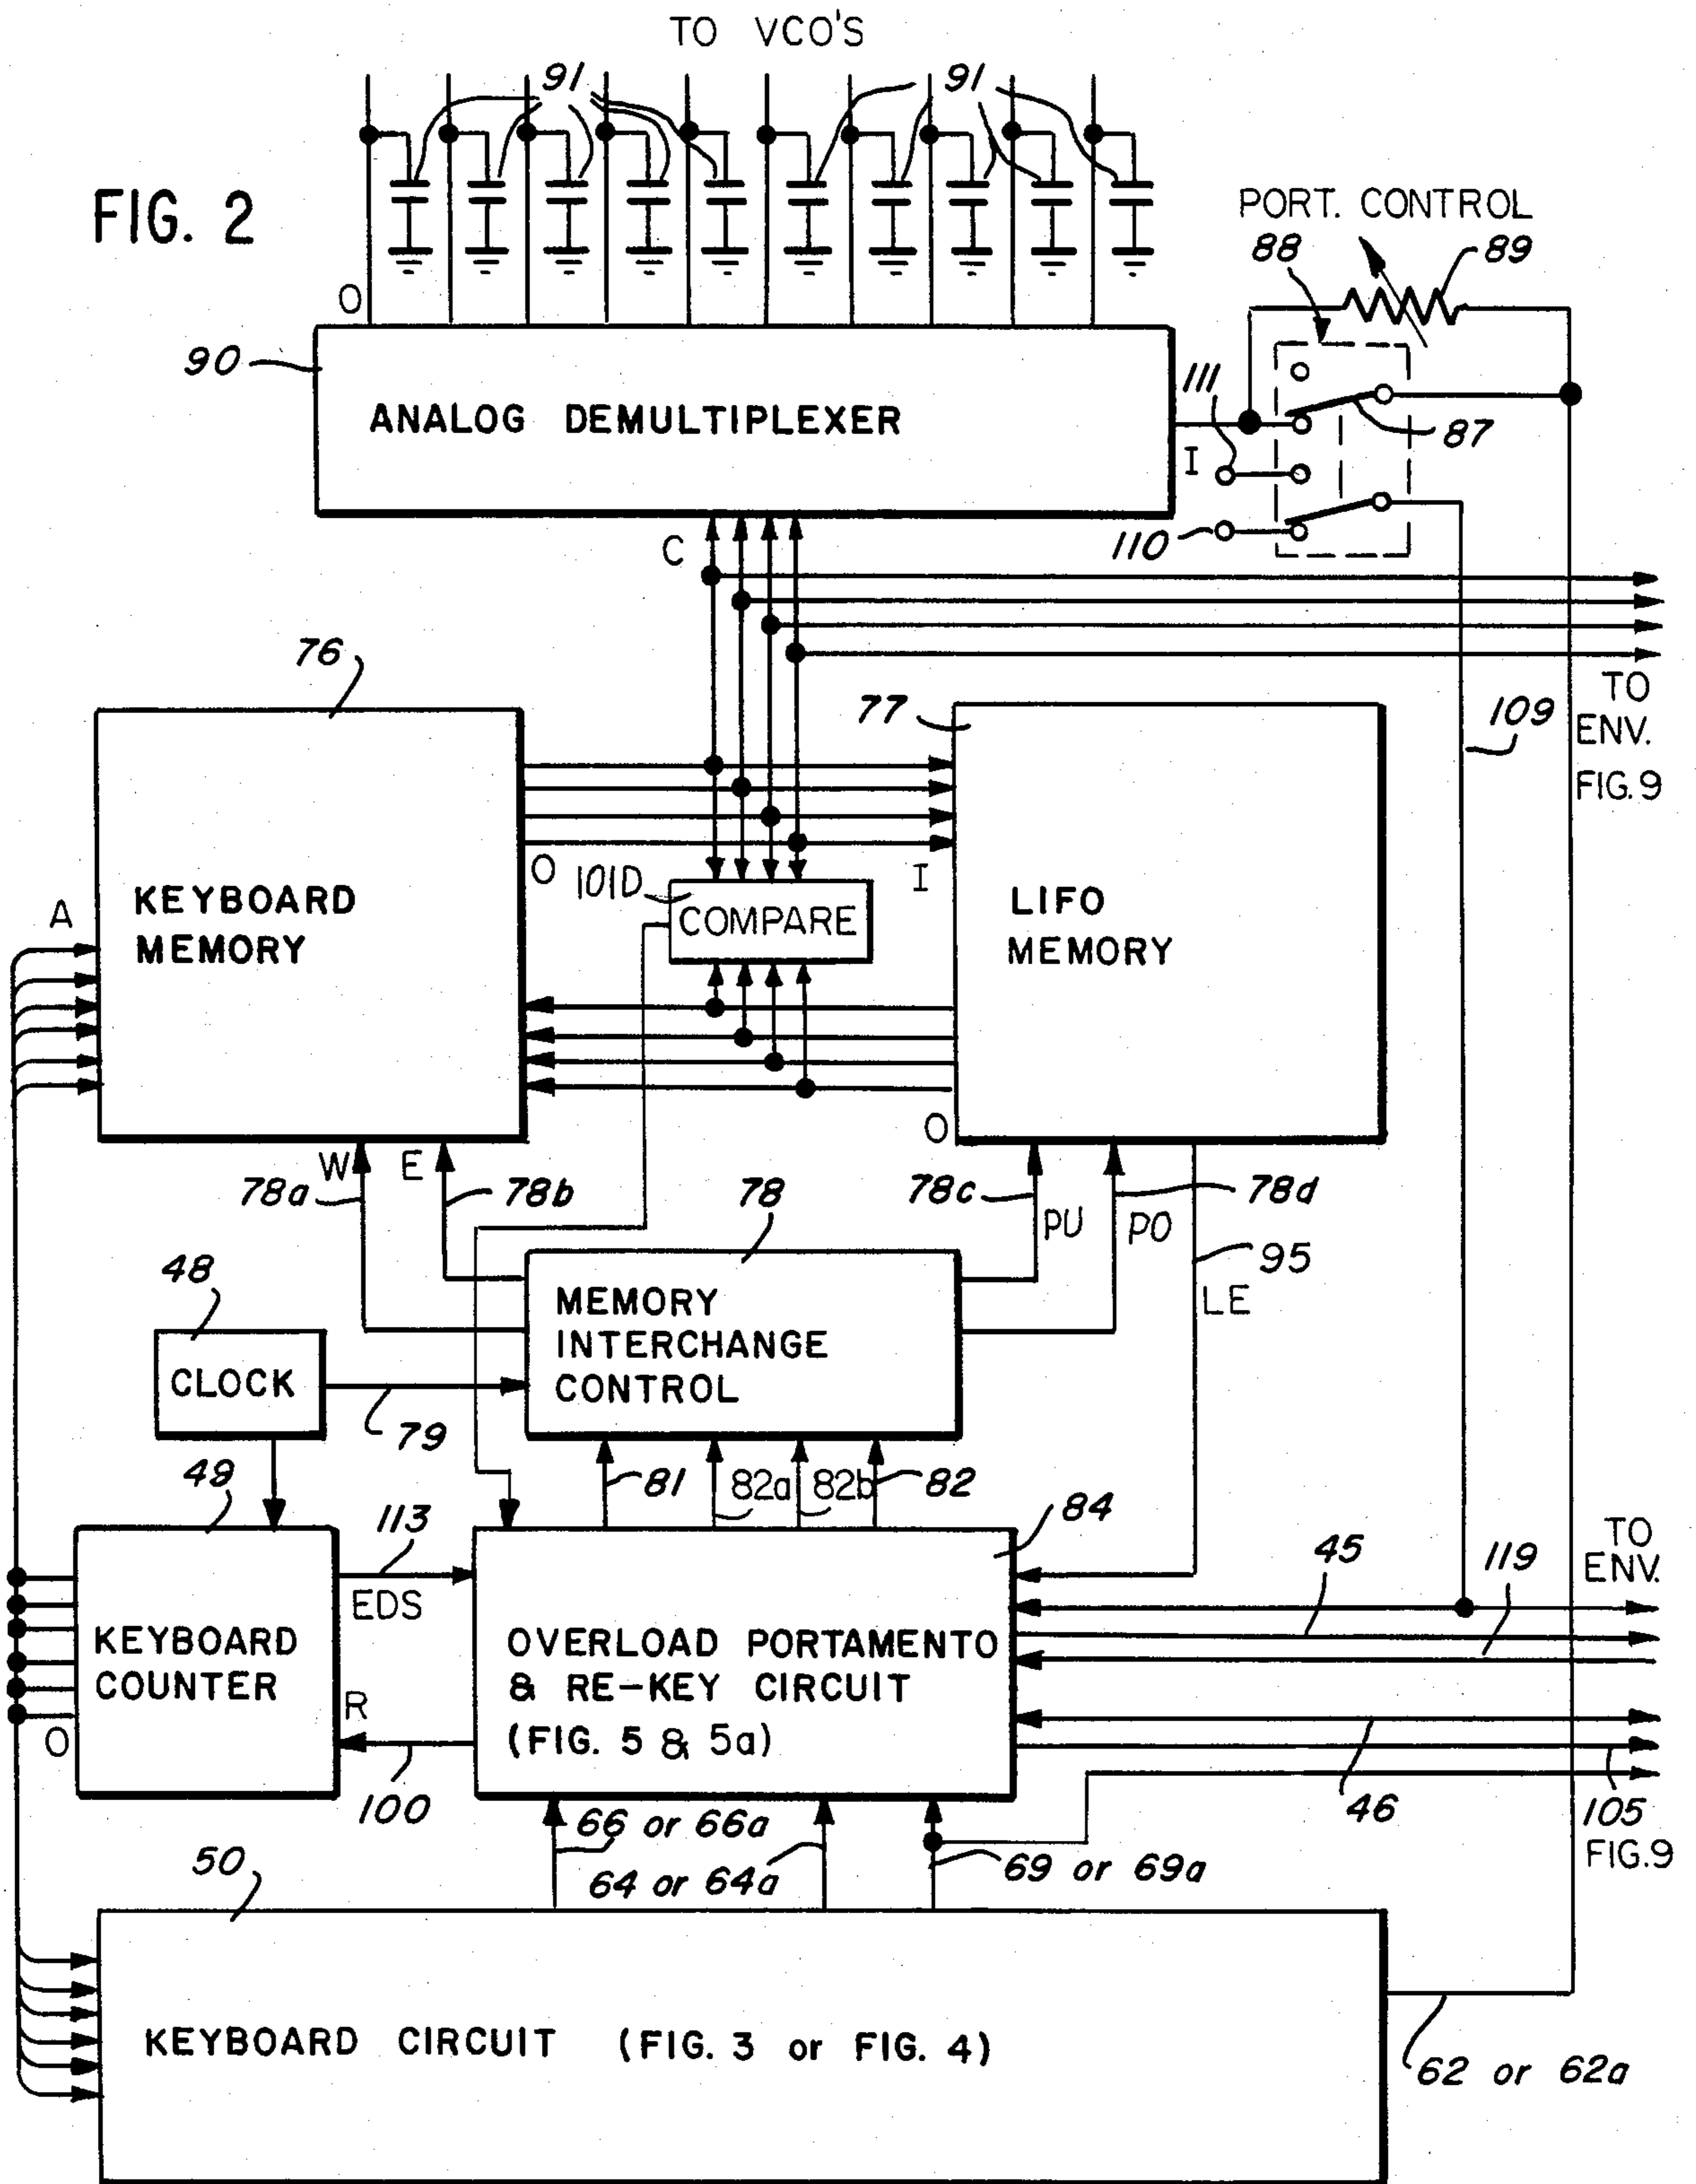 TO VCO'S
91
91
FIG. 2
PORT. CONTROL
88
89
O
90
ANALOG DEMULTIPLEXER
111
I
87
110
C
76
77
TO
ENV.
FIG. 9
109
KEYBOARD
MEMORY
A
O
101D
COMPARE
I
LIFO
MEMORY
O
W
E
78a
78b
78
78c
78d
PU
PO
95
LE
48
CLOCK
79
MEMORY
INTERCHANGE
CONTROL
49
113
EDS
81
82a
82b
82
84
45
119
TO
ENV.
KEYBOARD
COUNTER
O
R
100
OVERLOAD PORTAMENTO
& RE-KEY CIRCUIT
(FIG. 5 & 5a)
46
105
FIG.9
66 or 66a
64 or 64a
69 or 69a
50
KEYBOARD CIRCUIT (FIG. 3 or FIG. 4)
62 or 62a